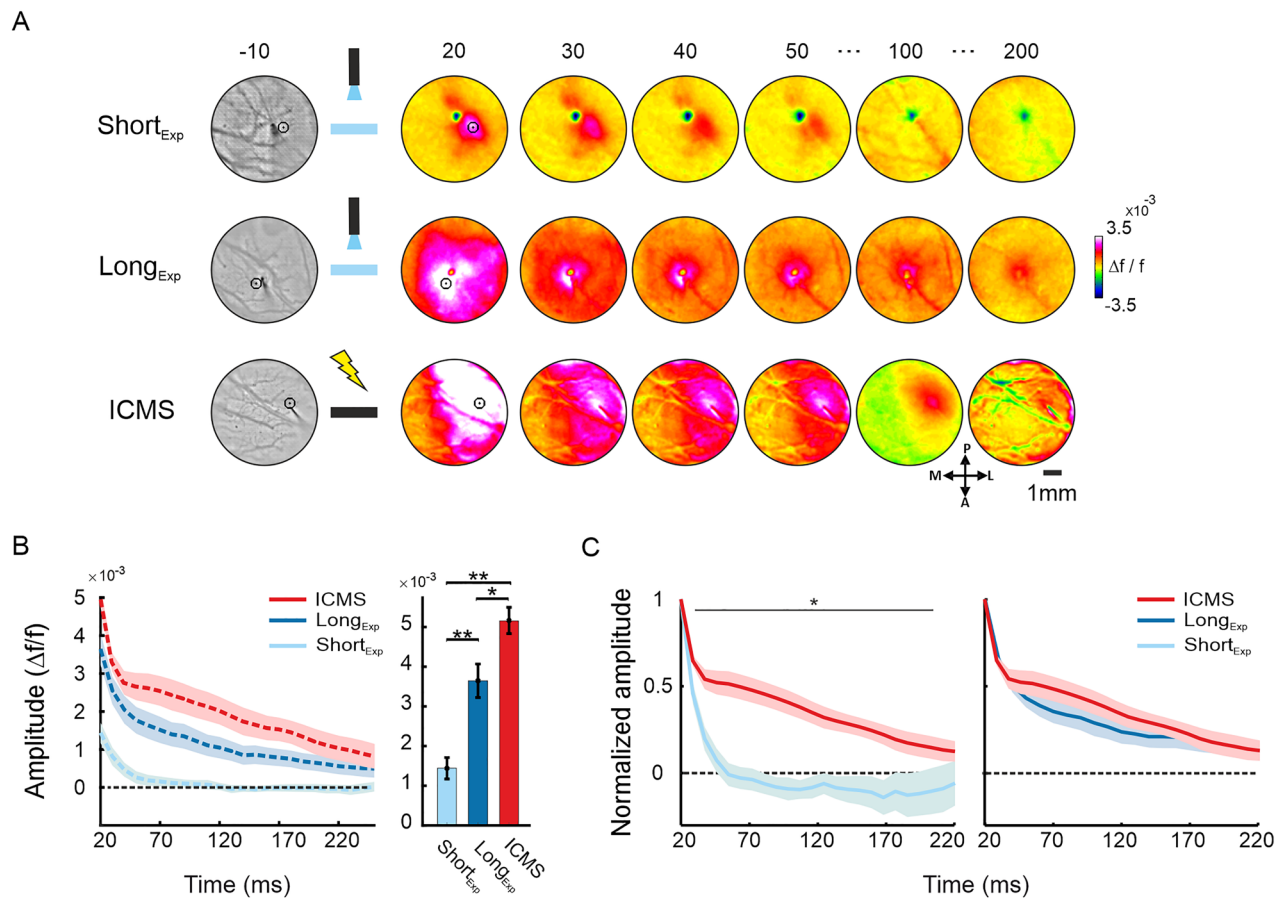 A
-10 20 30 40 50 ··· 100 ··· 200
ShortExp
LongExp
×10-3
3.5
Δf / f
-3.5
ICMS
P
M L
A
1mm
B
×10-3
5
4
3
2
1
0
Amplitude (Δf/f)
20 70 120 170 220
Time (ms)
ICMS
LongExp
ShortExp
×10-3
5
4
3
2
1
0
**
*
**
ShortExp
LongExp
ICMS
C
1
0.5
0
Normalized amplitude
*
ICMS
LongExp
ShortExp
20 70 120 170 220
20 70 120 170 220
Time (ms)